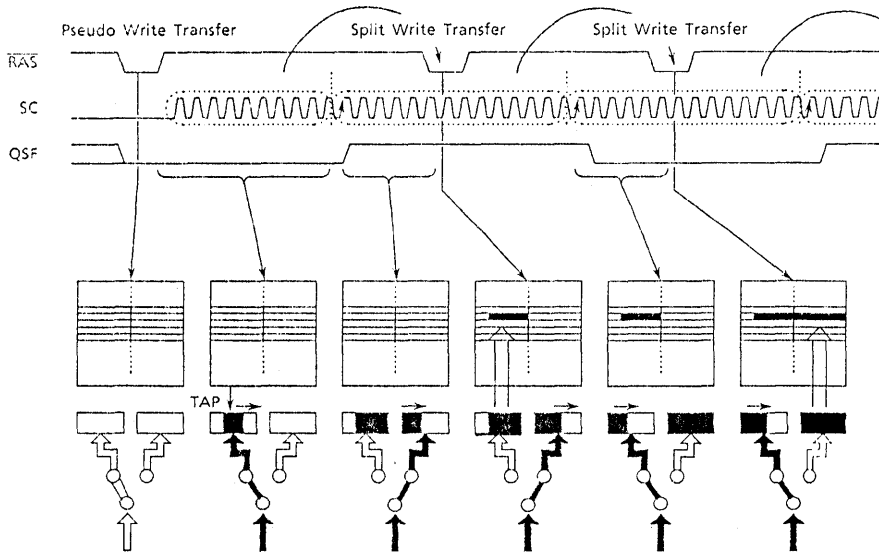 Pseudo Write Transfer
Split Write Transfer
Split Write Transfer
RAS
SC
QSF
TAP